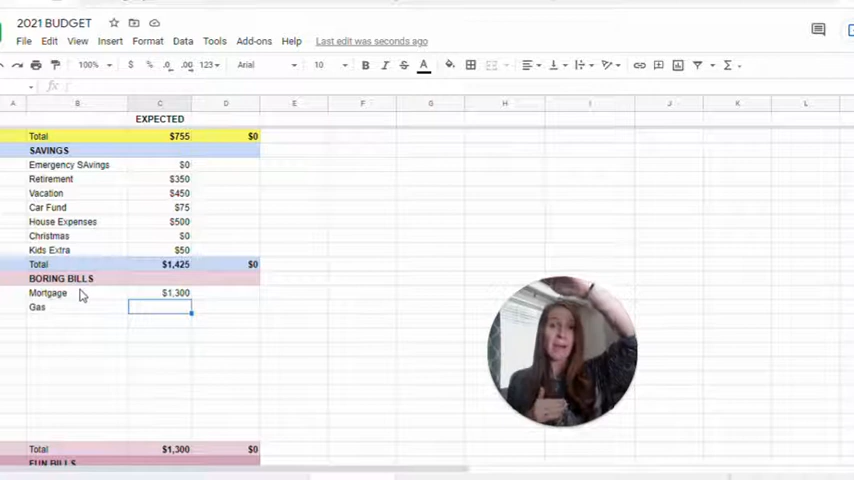 2021 BUDGET
File Edit View Insert Format Data Tools Add-ons Help Last edit was seconds ago
100% $ % .0 .00 123 Arial 10 B I S A Σ
fx
A B C D E F G H I J K L
EXPECTED
Total $755 $0
SAVINGS
Emergency SAvings $0
Retirement $350
Vacation $450
Car Fund $75
House Expenses $500
Christmas $0
Kids Extra $50
Total $1,425 $0
BORING BILLS
Mortgage $1,300
Gas
Total $1,300 $0
FUN BILLS